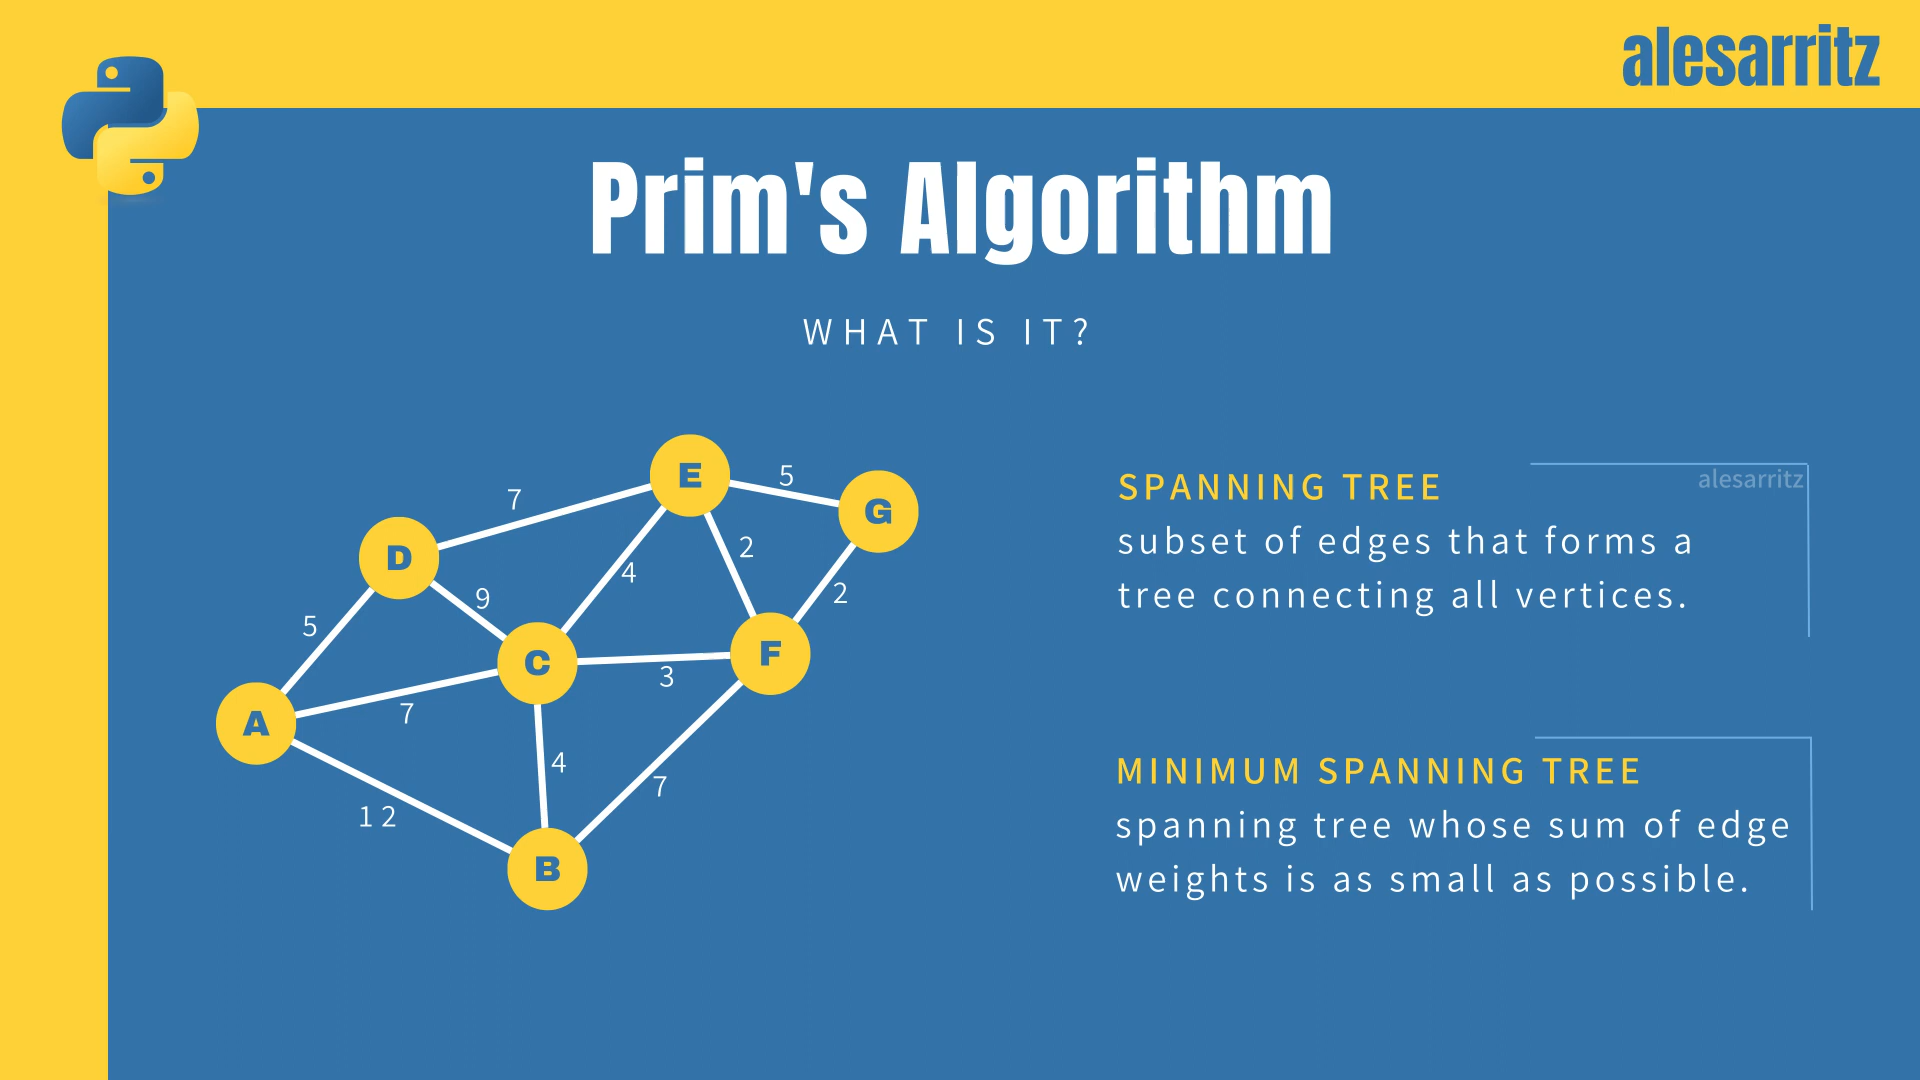 alesarritz
Prim's Algorithm
WHAT IS IT?
E
5
G
7
D
2
4
9
2
5
C
F
3
7
A
4
7
12
B
SPANNING TREE
alesarritz
subset of edges that forms a
tree connecting all vertices.
MINIMUM SPANNING TREE
spanning tree whose sum of edge
weights is as small as possible.